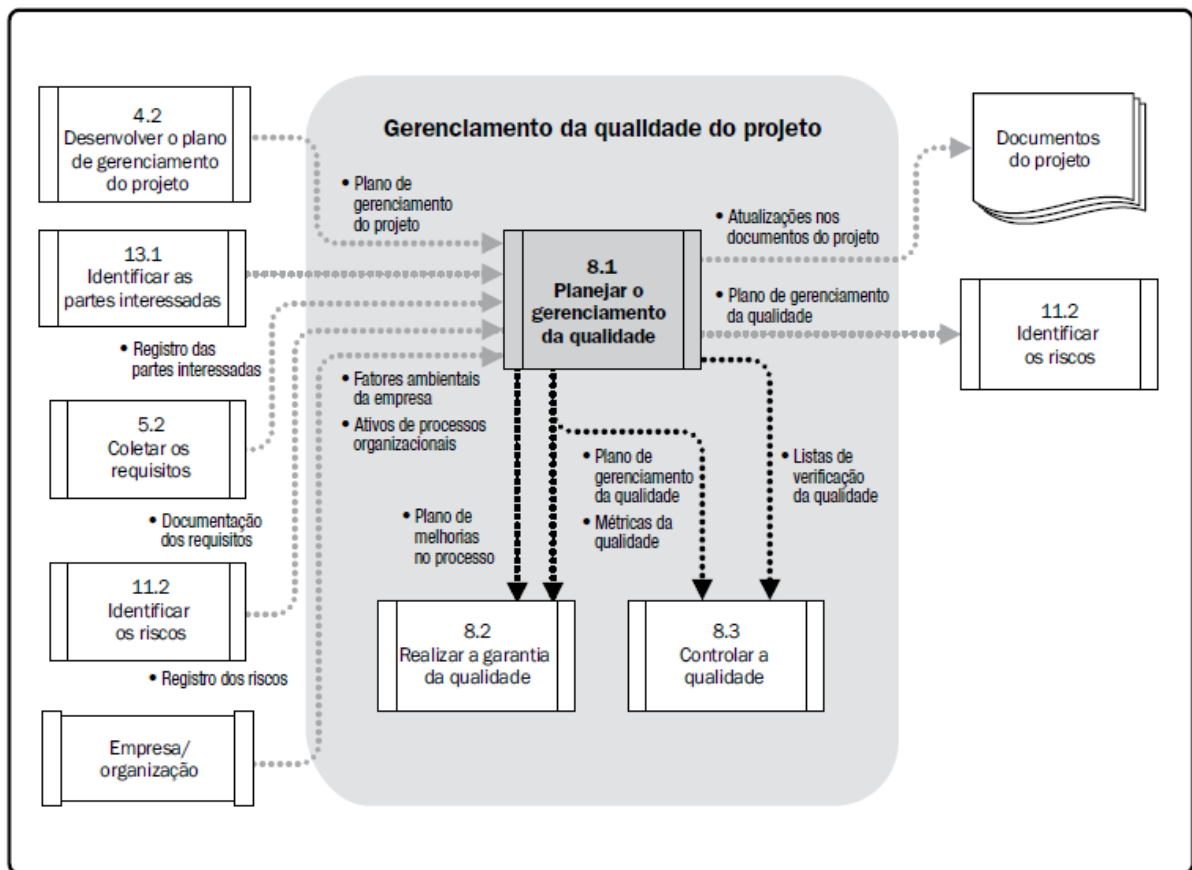 Gerenciamento da qualidade do projeto
4.2
Desenvolver o plano
de gerenciamento
do projeto
• Plano de
gerenciamento
do projeto
13.1
Identificar as
partes interessadas
• Registro das
partes interessadas
5.2
Coletar os
requisitos
• Documentação
dos requisitos
11.2
Identificar
os riscos
• Registro dos riscos
Empresa/
organização
• Fatores ambientais
da empresa
• Ativos de processos
organizacionais
8.1
Planejar o
gerenciamento
da qualidade
• Atualizações nos
documentos do projeto
• Plano de gerenciamento
da qualidade
Documentos
do projeto
11.2
Identificar
os riscos
• Plano de
melhorias
no processo
• Plano de
gerenciamento
da qualidade
• Métricas da
qualidade
• Listas de
verificação
da qualidade
8.2
Realizar a garantia
da qualidade
8.3
Controlar a
qualidade